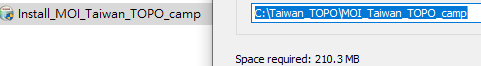 Install_MOI_Taiwan_TOPO_camp
C:\Taiwan_TOPO\MOI_Taiwan_TOPO_camp
Space required: 210.3 MB